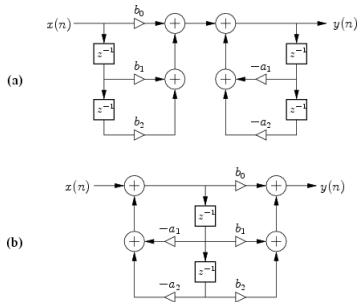 x(n) b₀ y(n)
z⁻¹ z⁻¹
(a) b₁ −a₁
z⁻¹ z⁻¹
b₂ −a₂
x(n) b₀ y(n)
z⁻¹
(b) −a₁ b₁
z⁻¹
−a₂ b₂